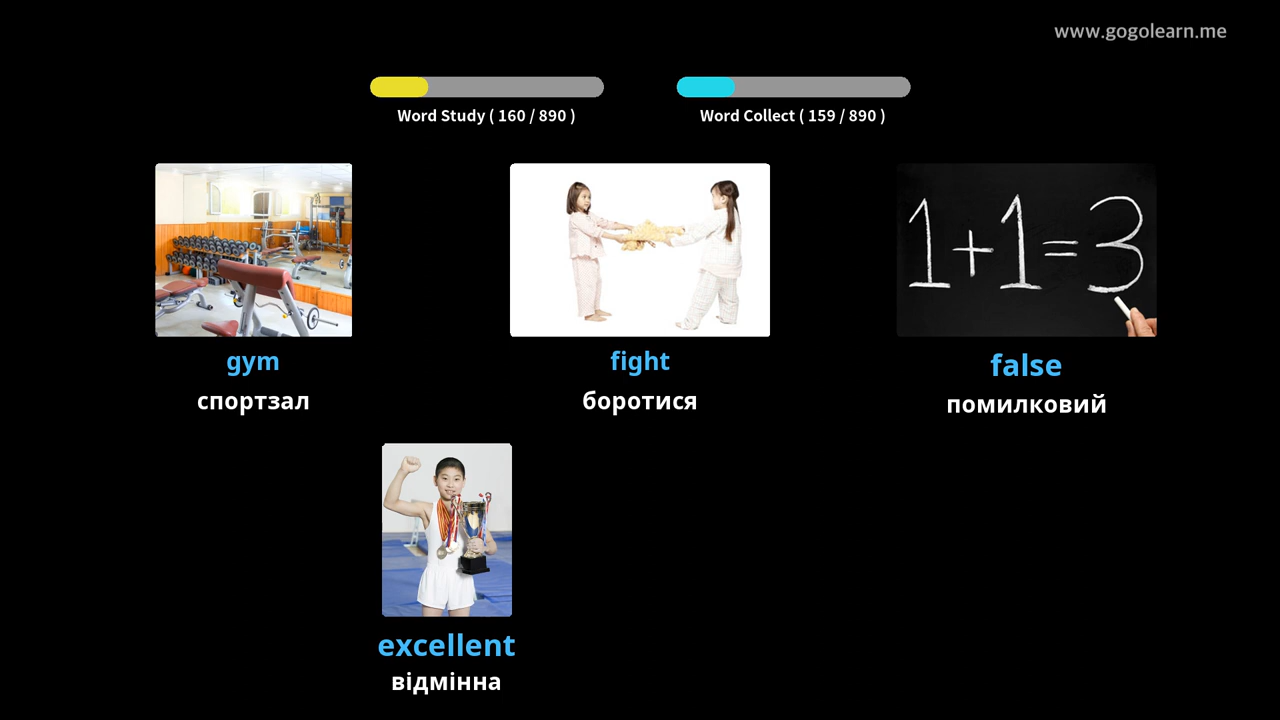 www.gogolearn.me
Word Study ( 160 / 890 )
Word Collect ( 159 / 890 )
1+1=3
gym
fight
false
спортзал
боротися
помилковий
excellent
відмінна